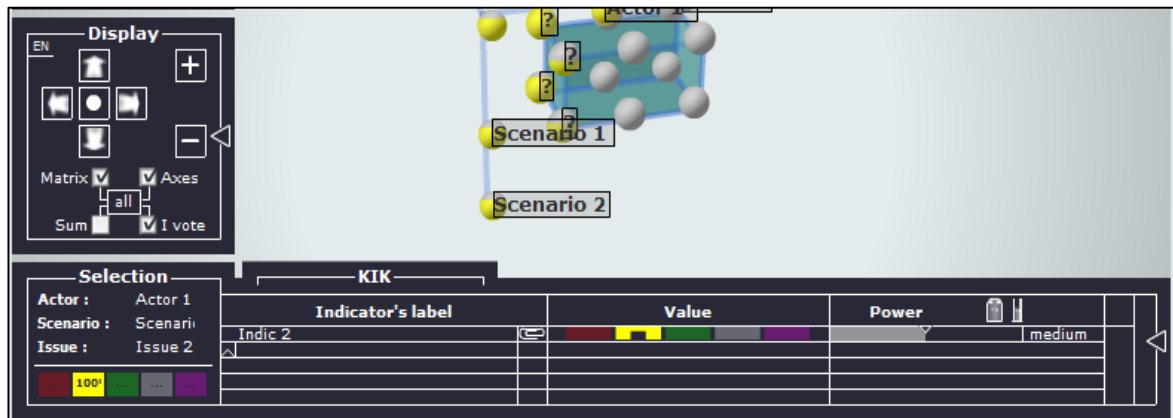 Actor 1
?
?
?
?
Scenario 1
Scenario 2
Display
EN
+
−
Matrix
Axes
all
Sum
I vote
Selection
Actor : Actor 1
Scenario : Scenari
Issue : Issue 2
... 100 ... ... ...
KIK
Indicator's label Value Power
Indic 2 medium